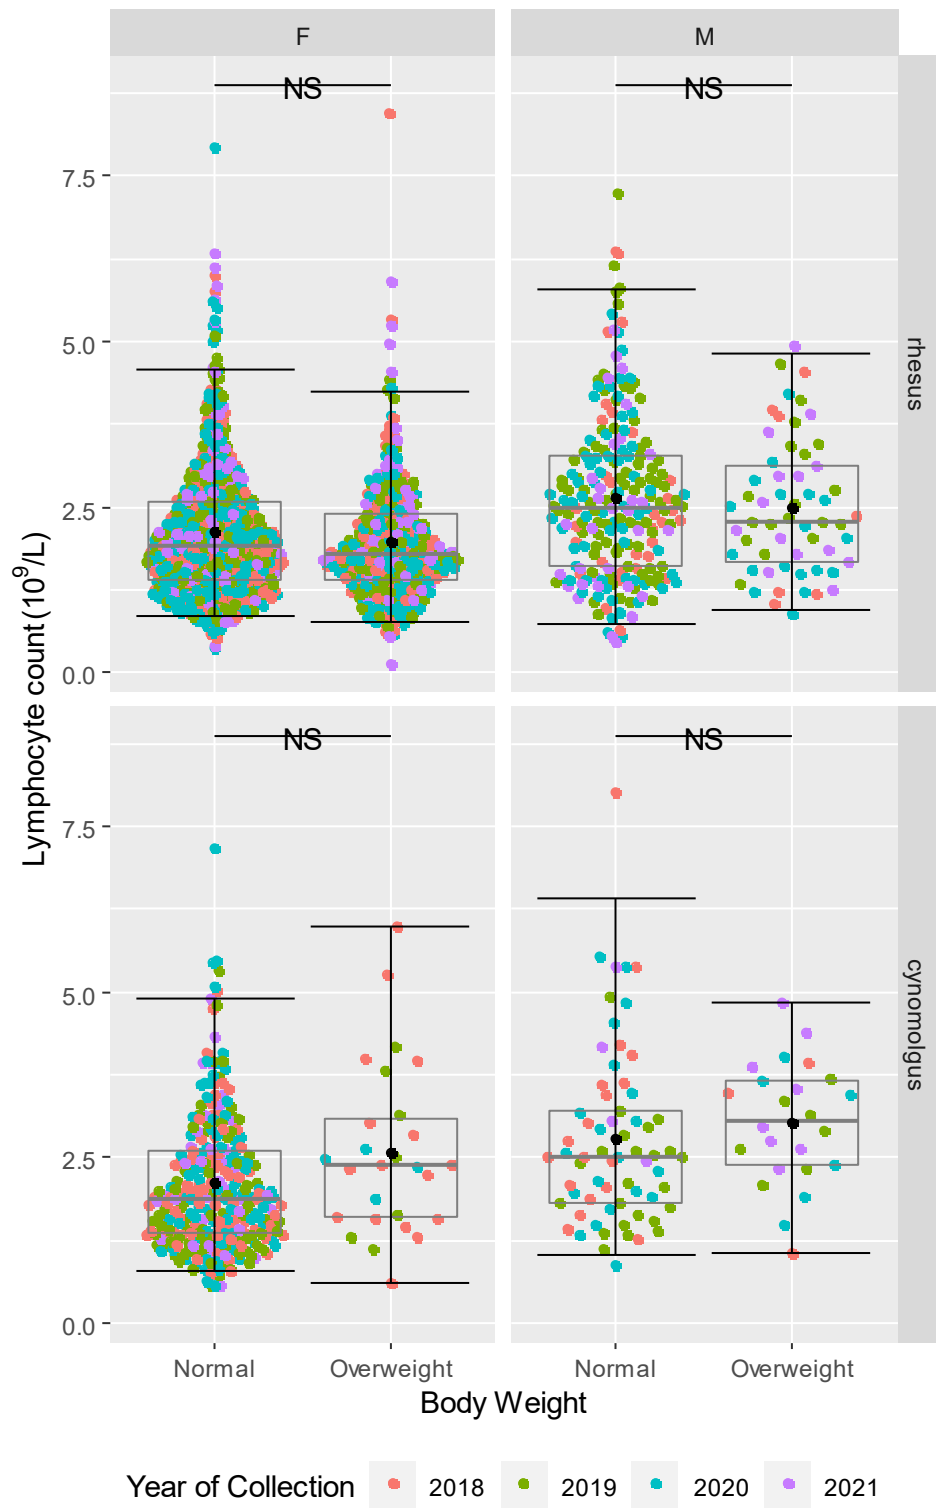 F
M
NS
NS
7.5
5.0
2.5
0.0
rhesus
Lymphocyte count (10⁹/L)
NS
NS
7.5
5.0
2.5
0.0
cynomolgus
Normal
Overweight
Normal
Overweight
Body Weight
Year of Collection 2018 2019 2020 2021